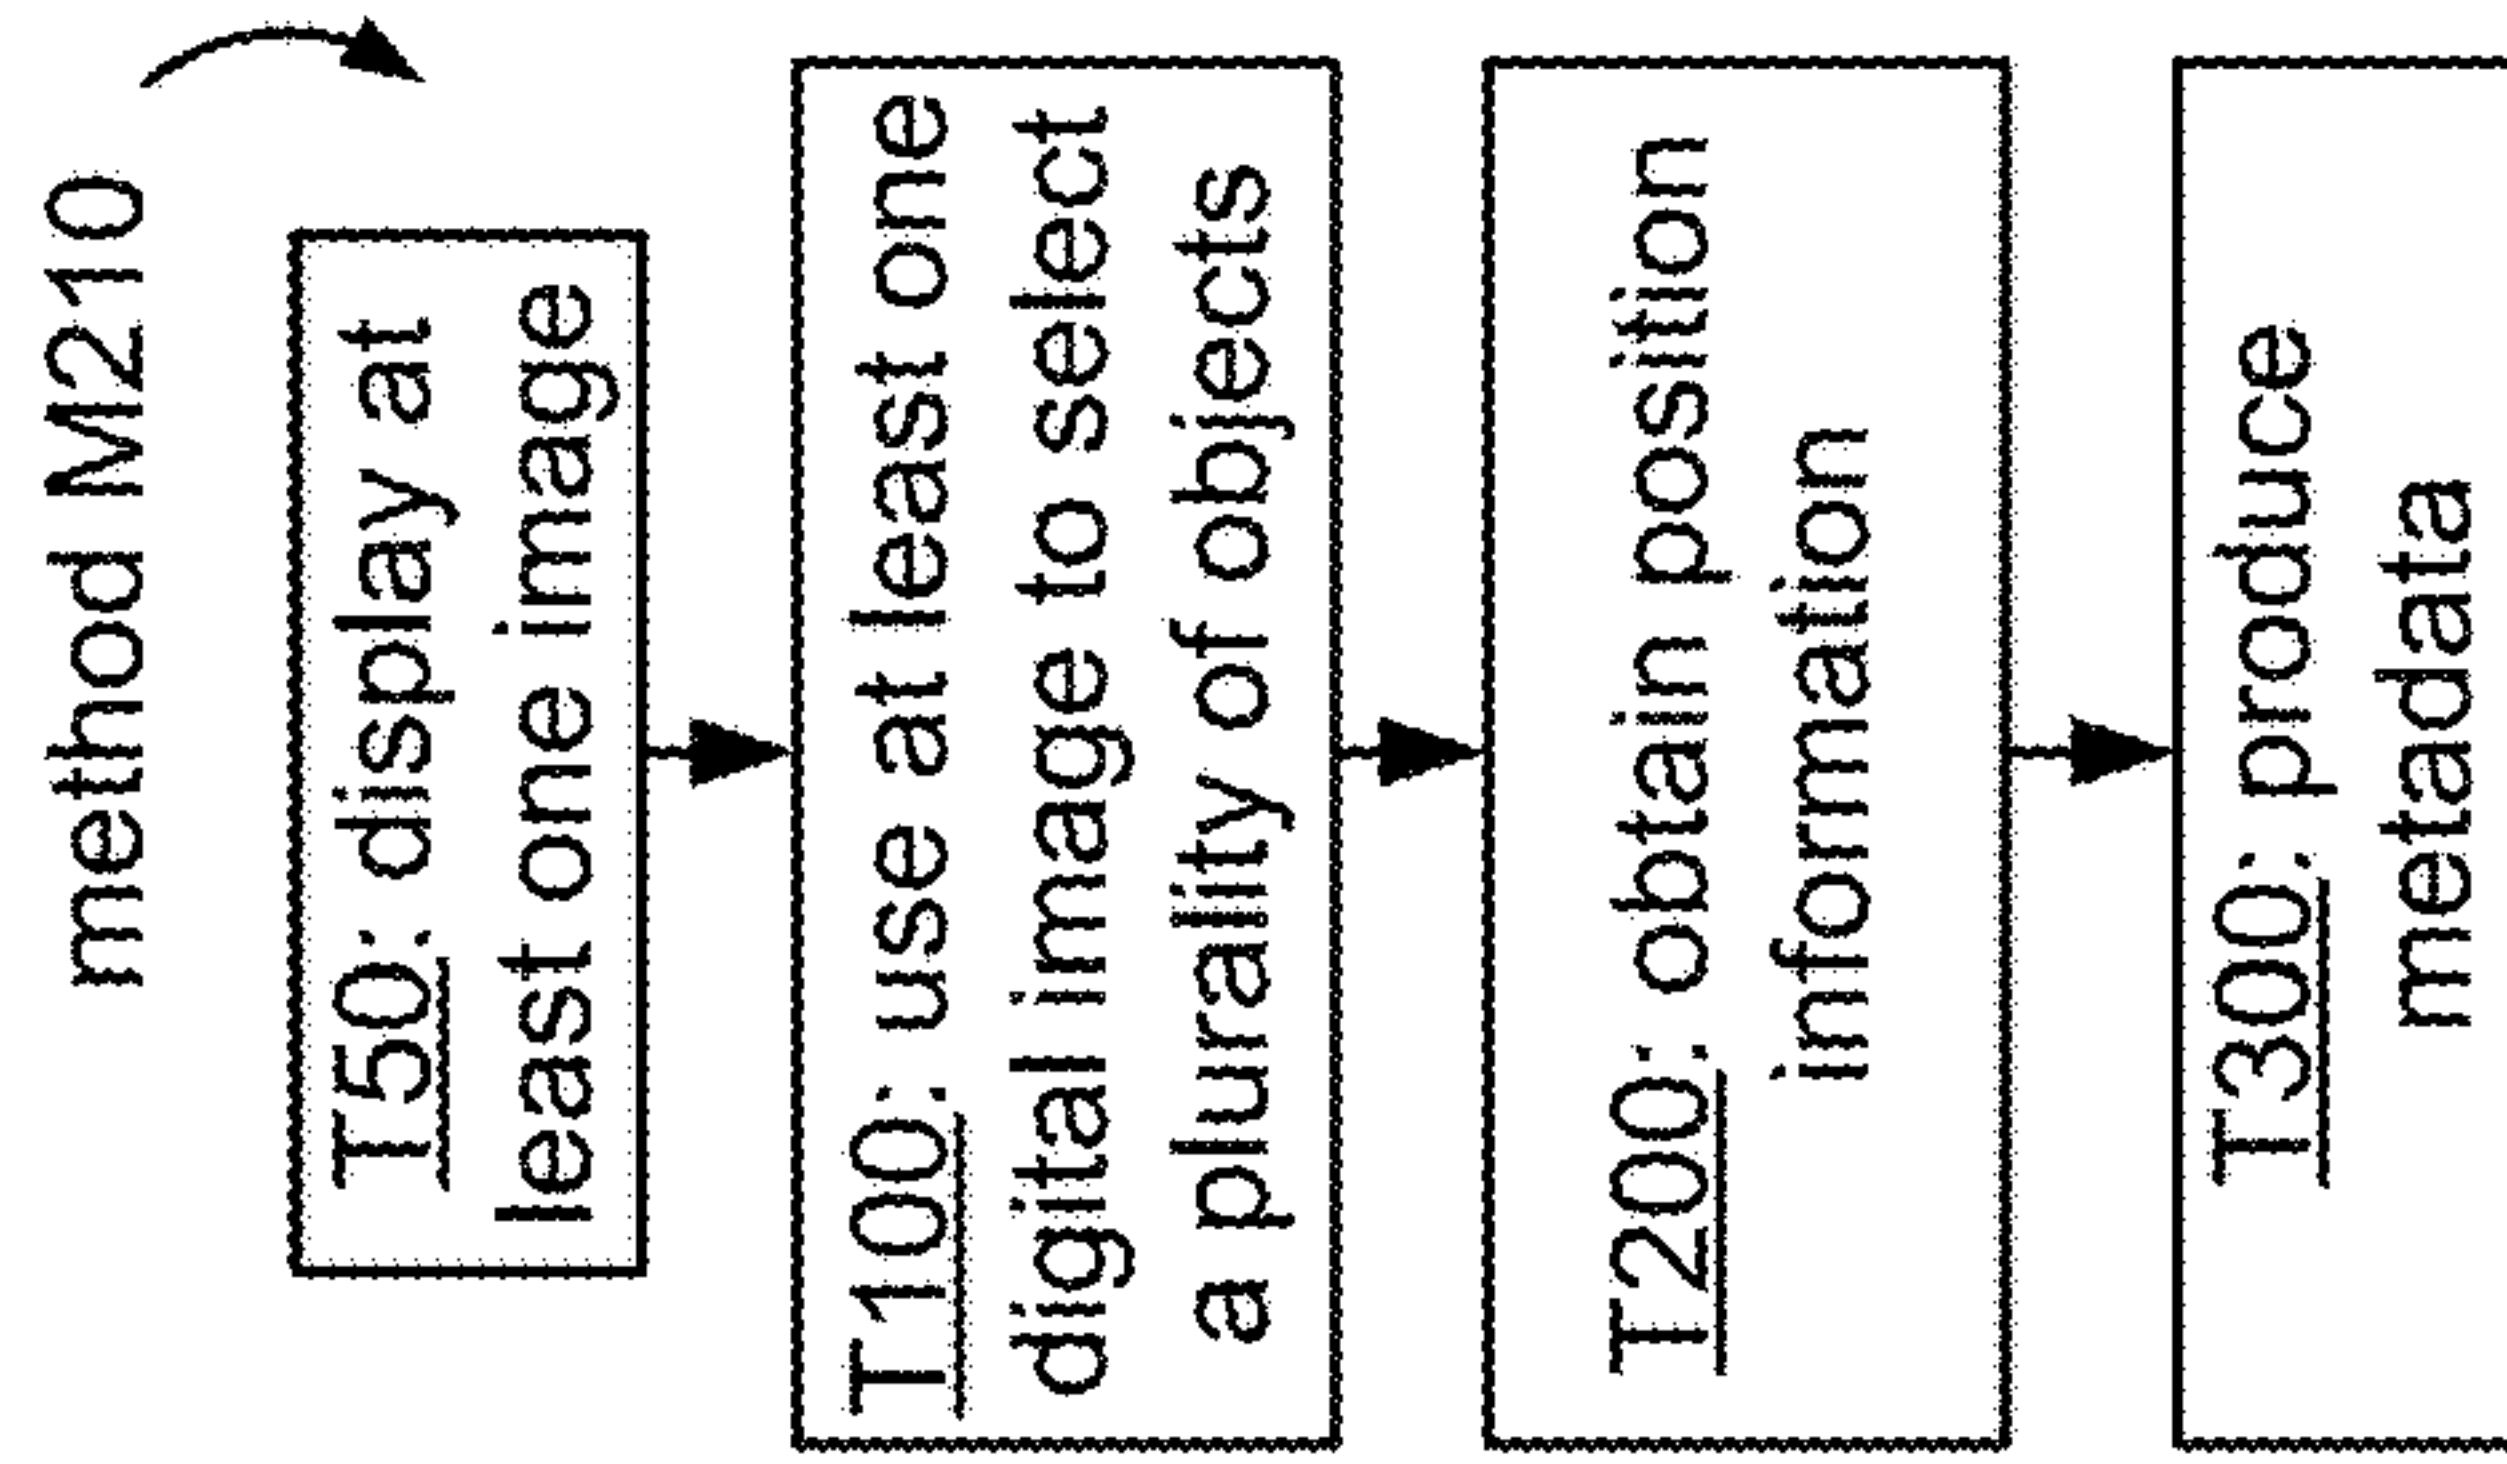 method M210
T50: display at
least one image
T100: use at least one
digital image to select
a plurality of objects
T200: obtain position
information
T300: produce
metadata